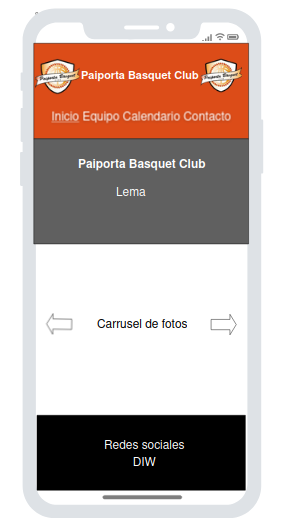 Paiporta Basquet Paiporta Basquet Club Paiporta Basquet
Inicio Equipo Calendario Contacto
Paiporta Basquet Club
Lema
Carrusel de fotos
Redes sociales
DIW